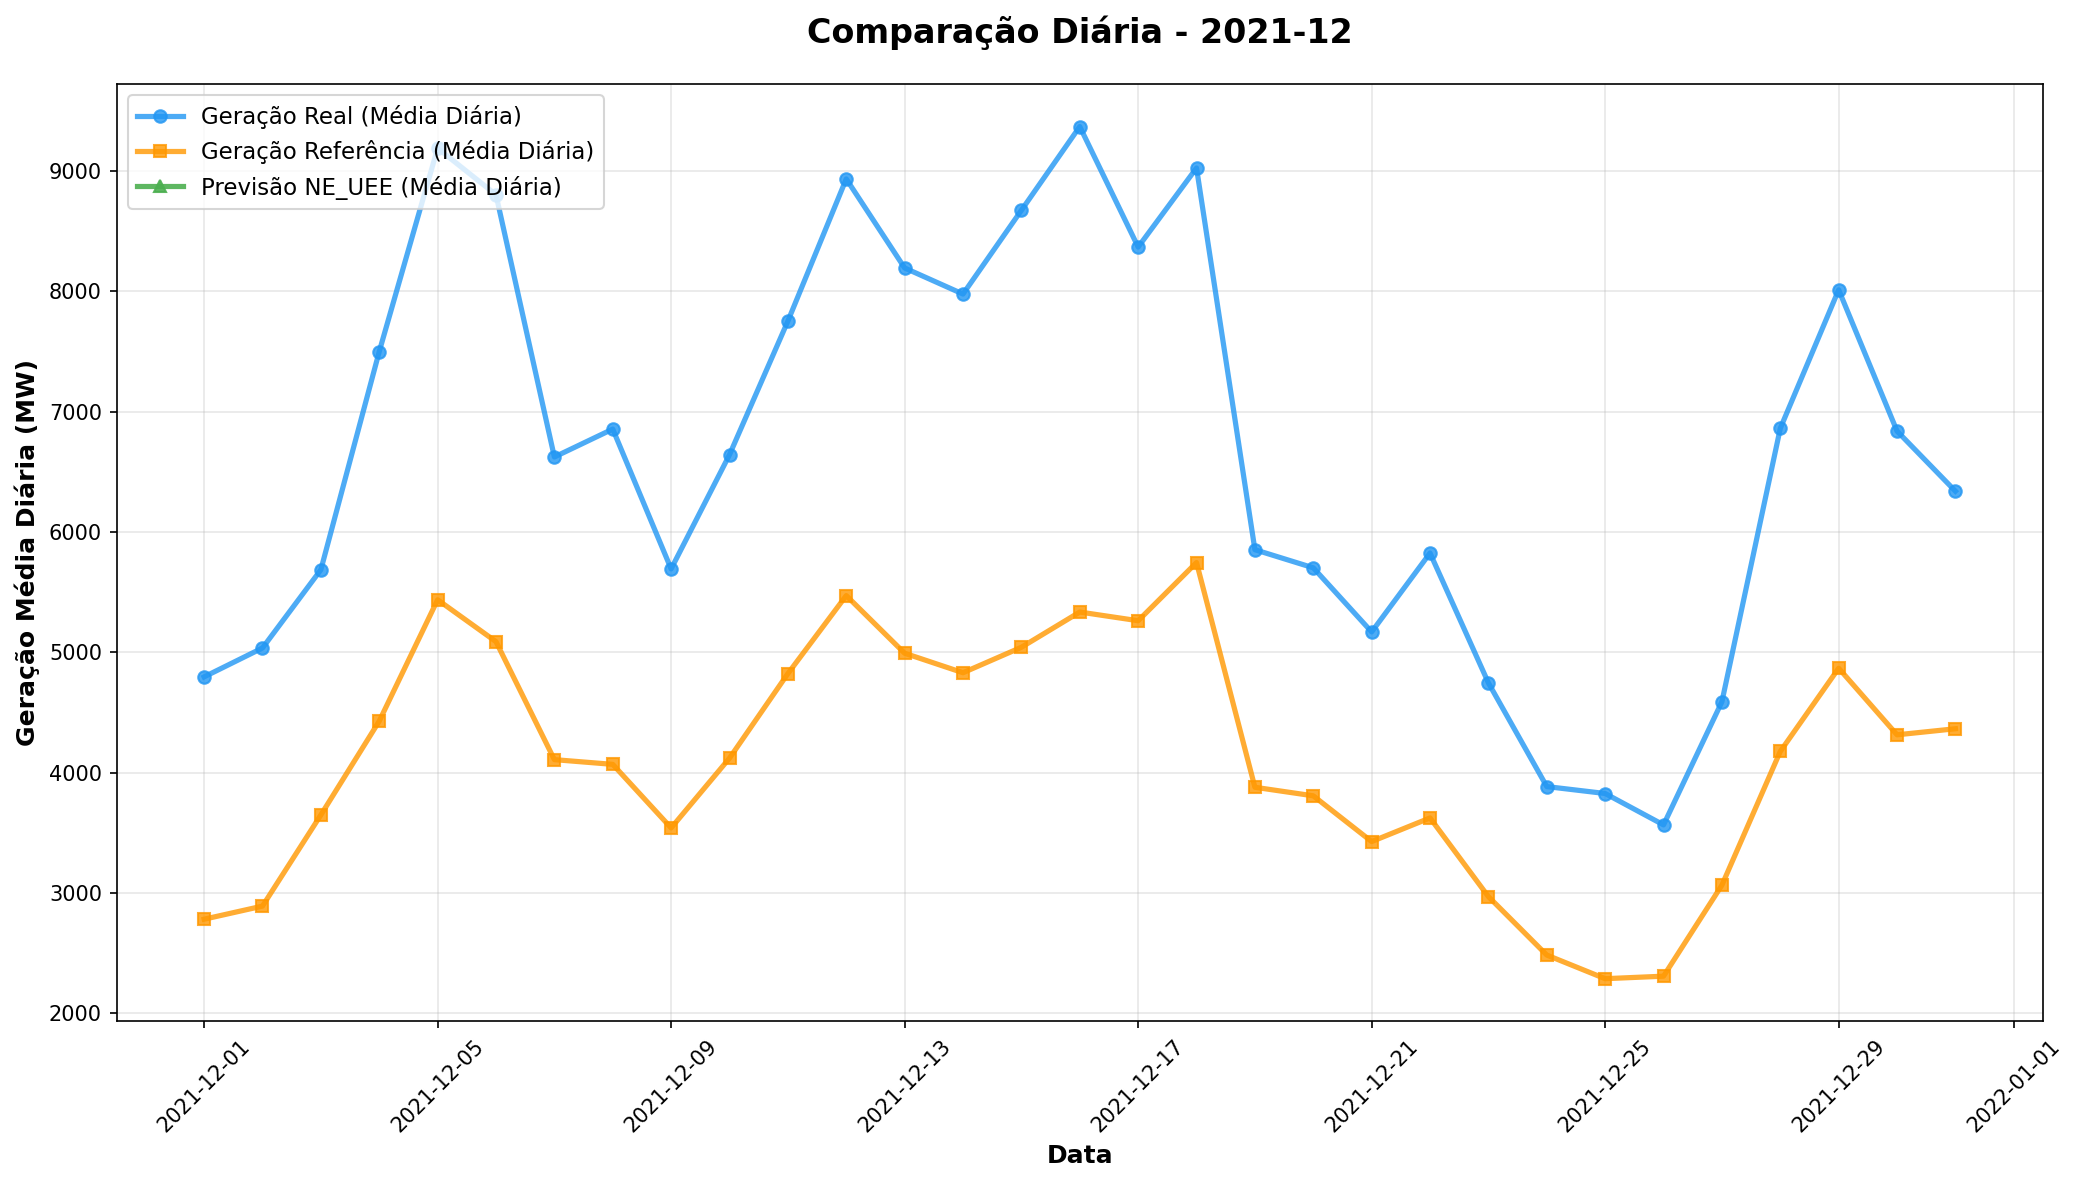 Comparação Diária - 2021-12
Geração Real (Média Diária)
Geração Referência (Média Diária)
Previsão NE_UEE (Média Diária)
Geração Média Diária (MW)
9000
8000
7000
6000
5000
4000
3000
2000
2021-12-01
2021-12-05
2021-12-09
2021-12-13
2021-12-17
2021-12-21
2021-12-25
2021-12-29
2022-01-01
Data